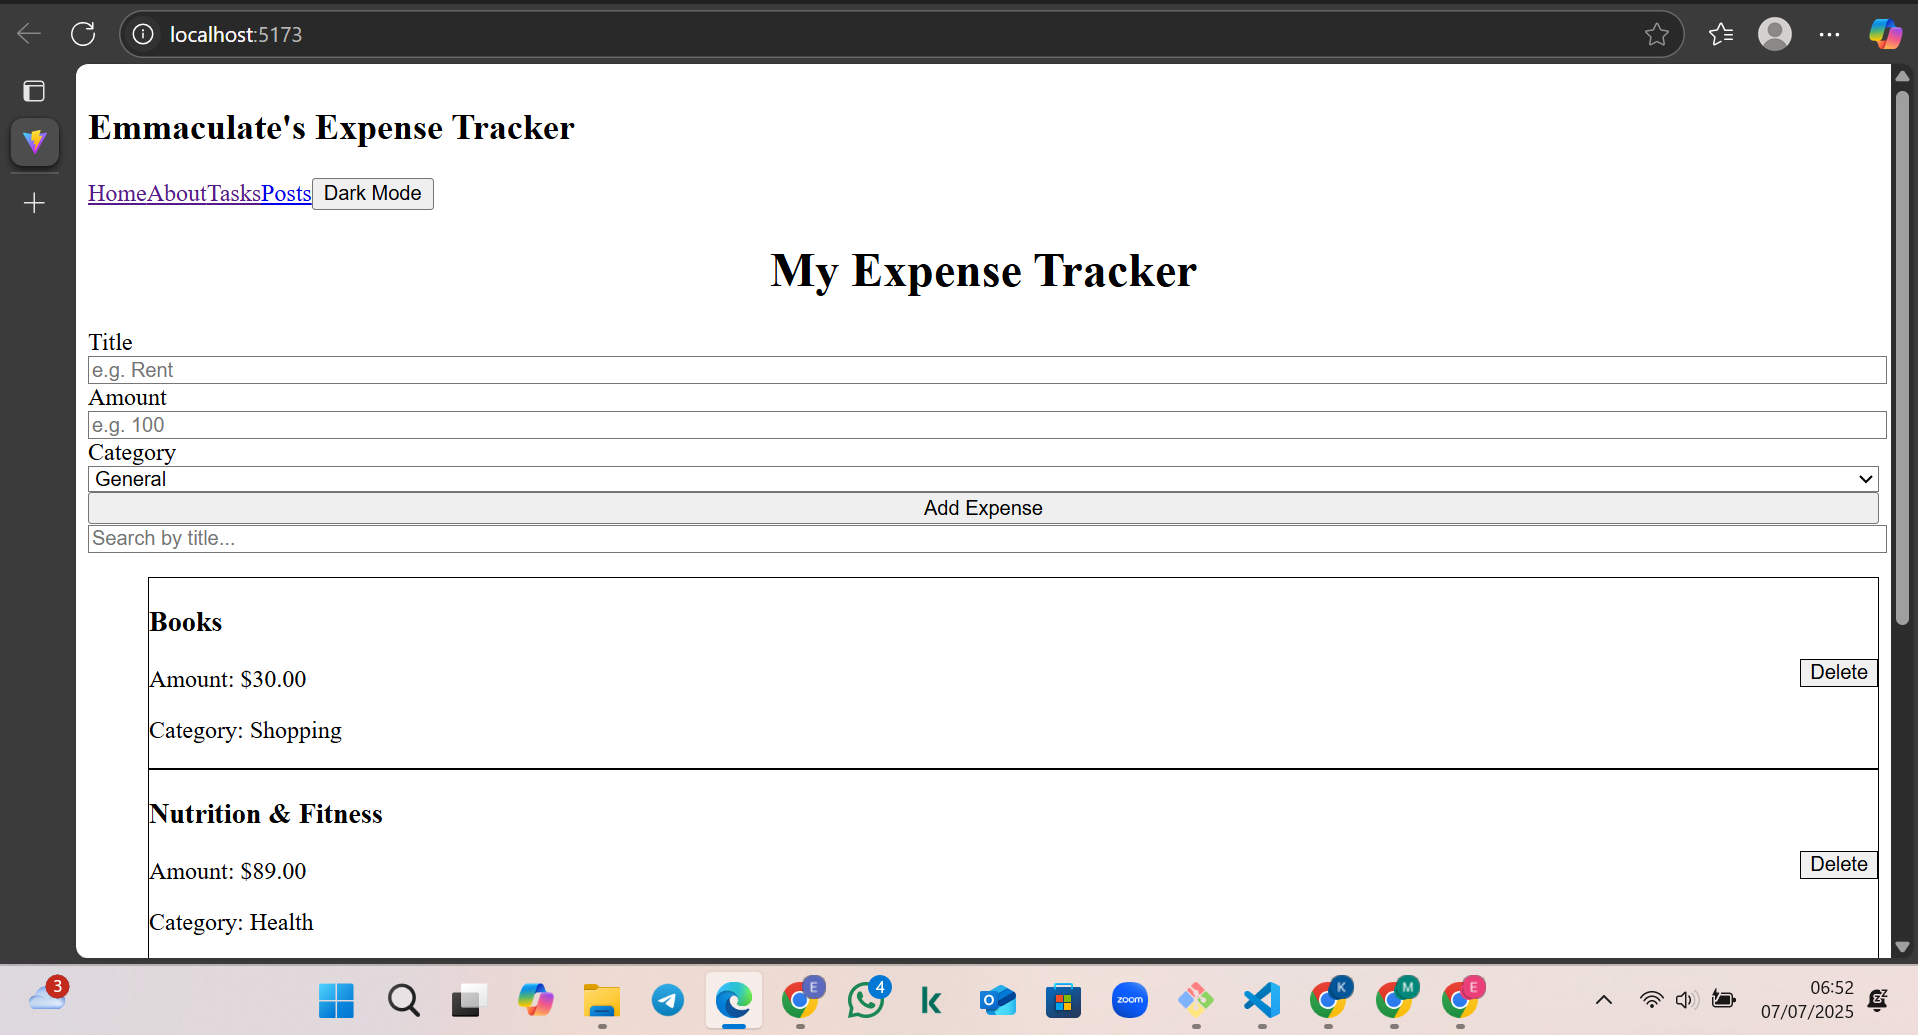 localhost:5173
Emmaculate's Expense Tracker
HomeAboutTasksPosts Dark Mode
My Expense Tracker
Title
e.g. Rent
Amount
e.g. 100
Category
General
Add Expense
Search by title...
Books
Amount: $30.00
Delete
Category: Shopping
Nutrition & Fitness
Amount: $89.00
Delete
Category: Health
3
E
4
k
O
zoom
K
M
E
06:52
07/07/2025